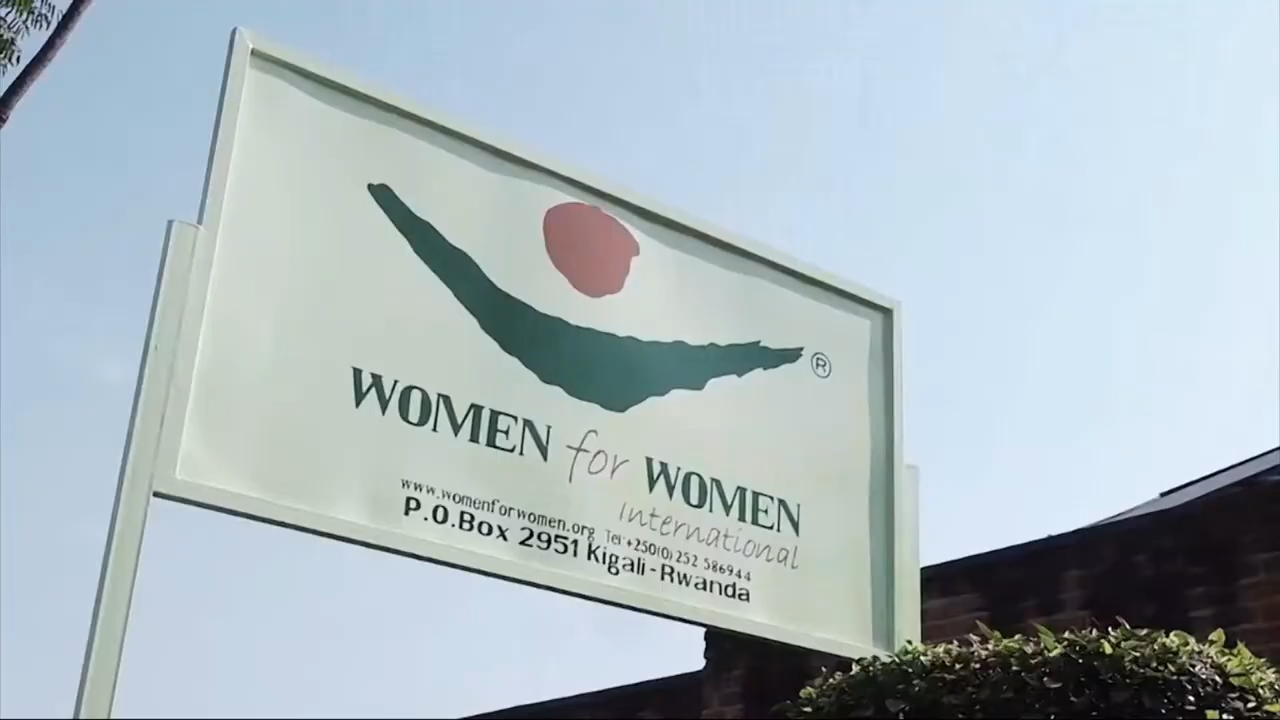 ®
WOMEN for WOMEN
International
www.womenforwomen.org Tel:+250(0) 252 586944
P.O.Box 2951 Kigali-Rwanda